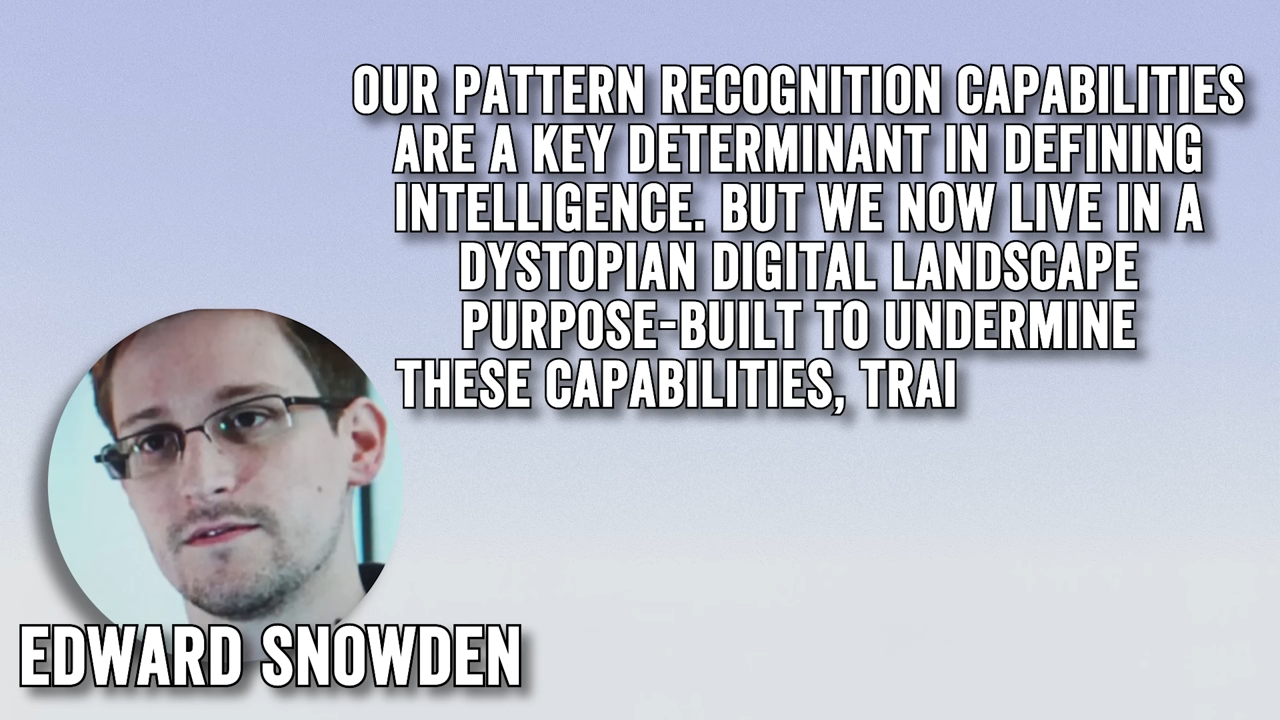 OUR PATTERN RECOGNITION CAPABILITIES
ARE A KEY DETERMINANT IN DEFINING
INTELLIGENCE. BUT WE NOW LIVE IN A
DYSTOPIAN DIGITAL LANDSCAPE
PURPOSE-BUILT TO UNDERMINE
THESE CAPABILITIES, TRAI
EDWARD SNOWDEN